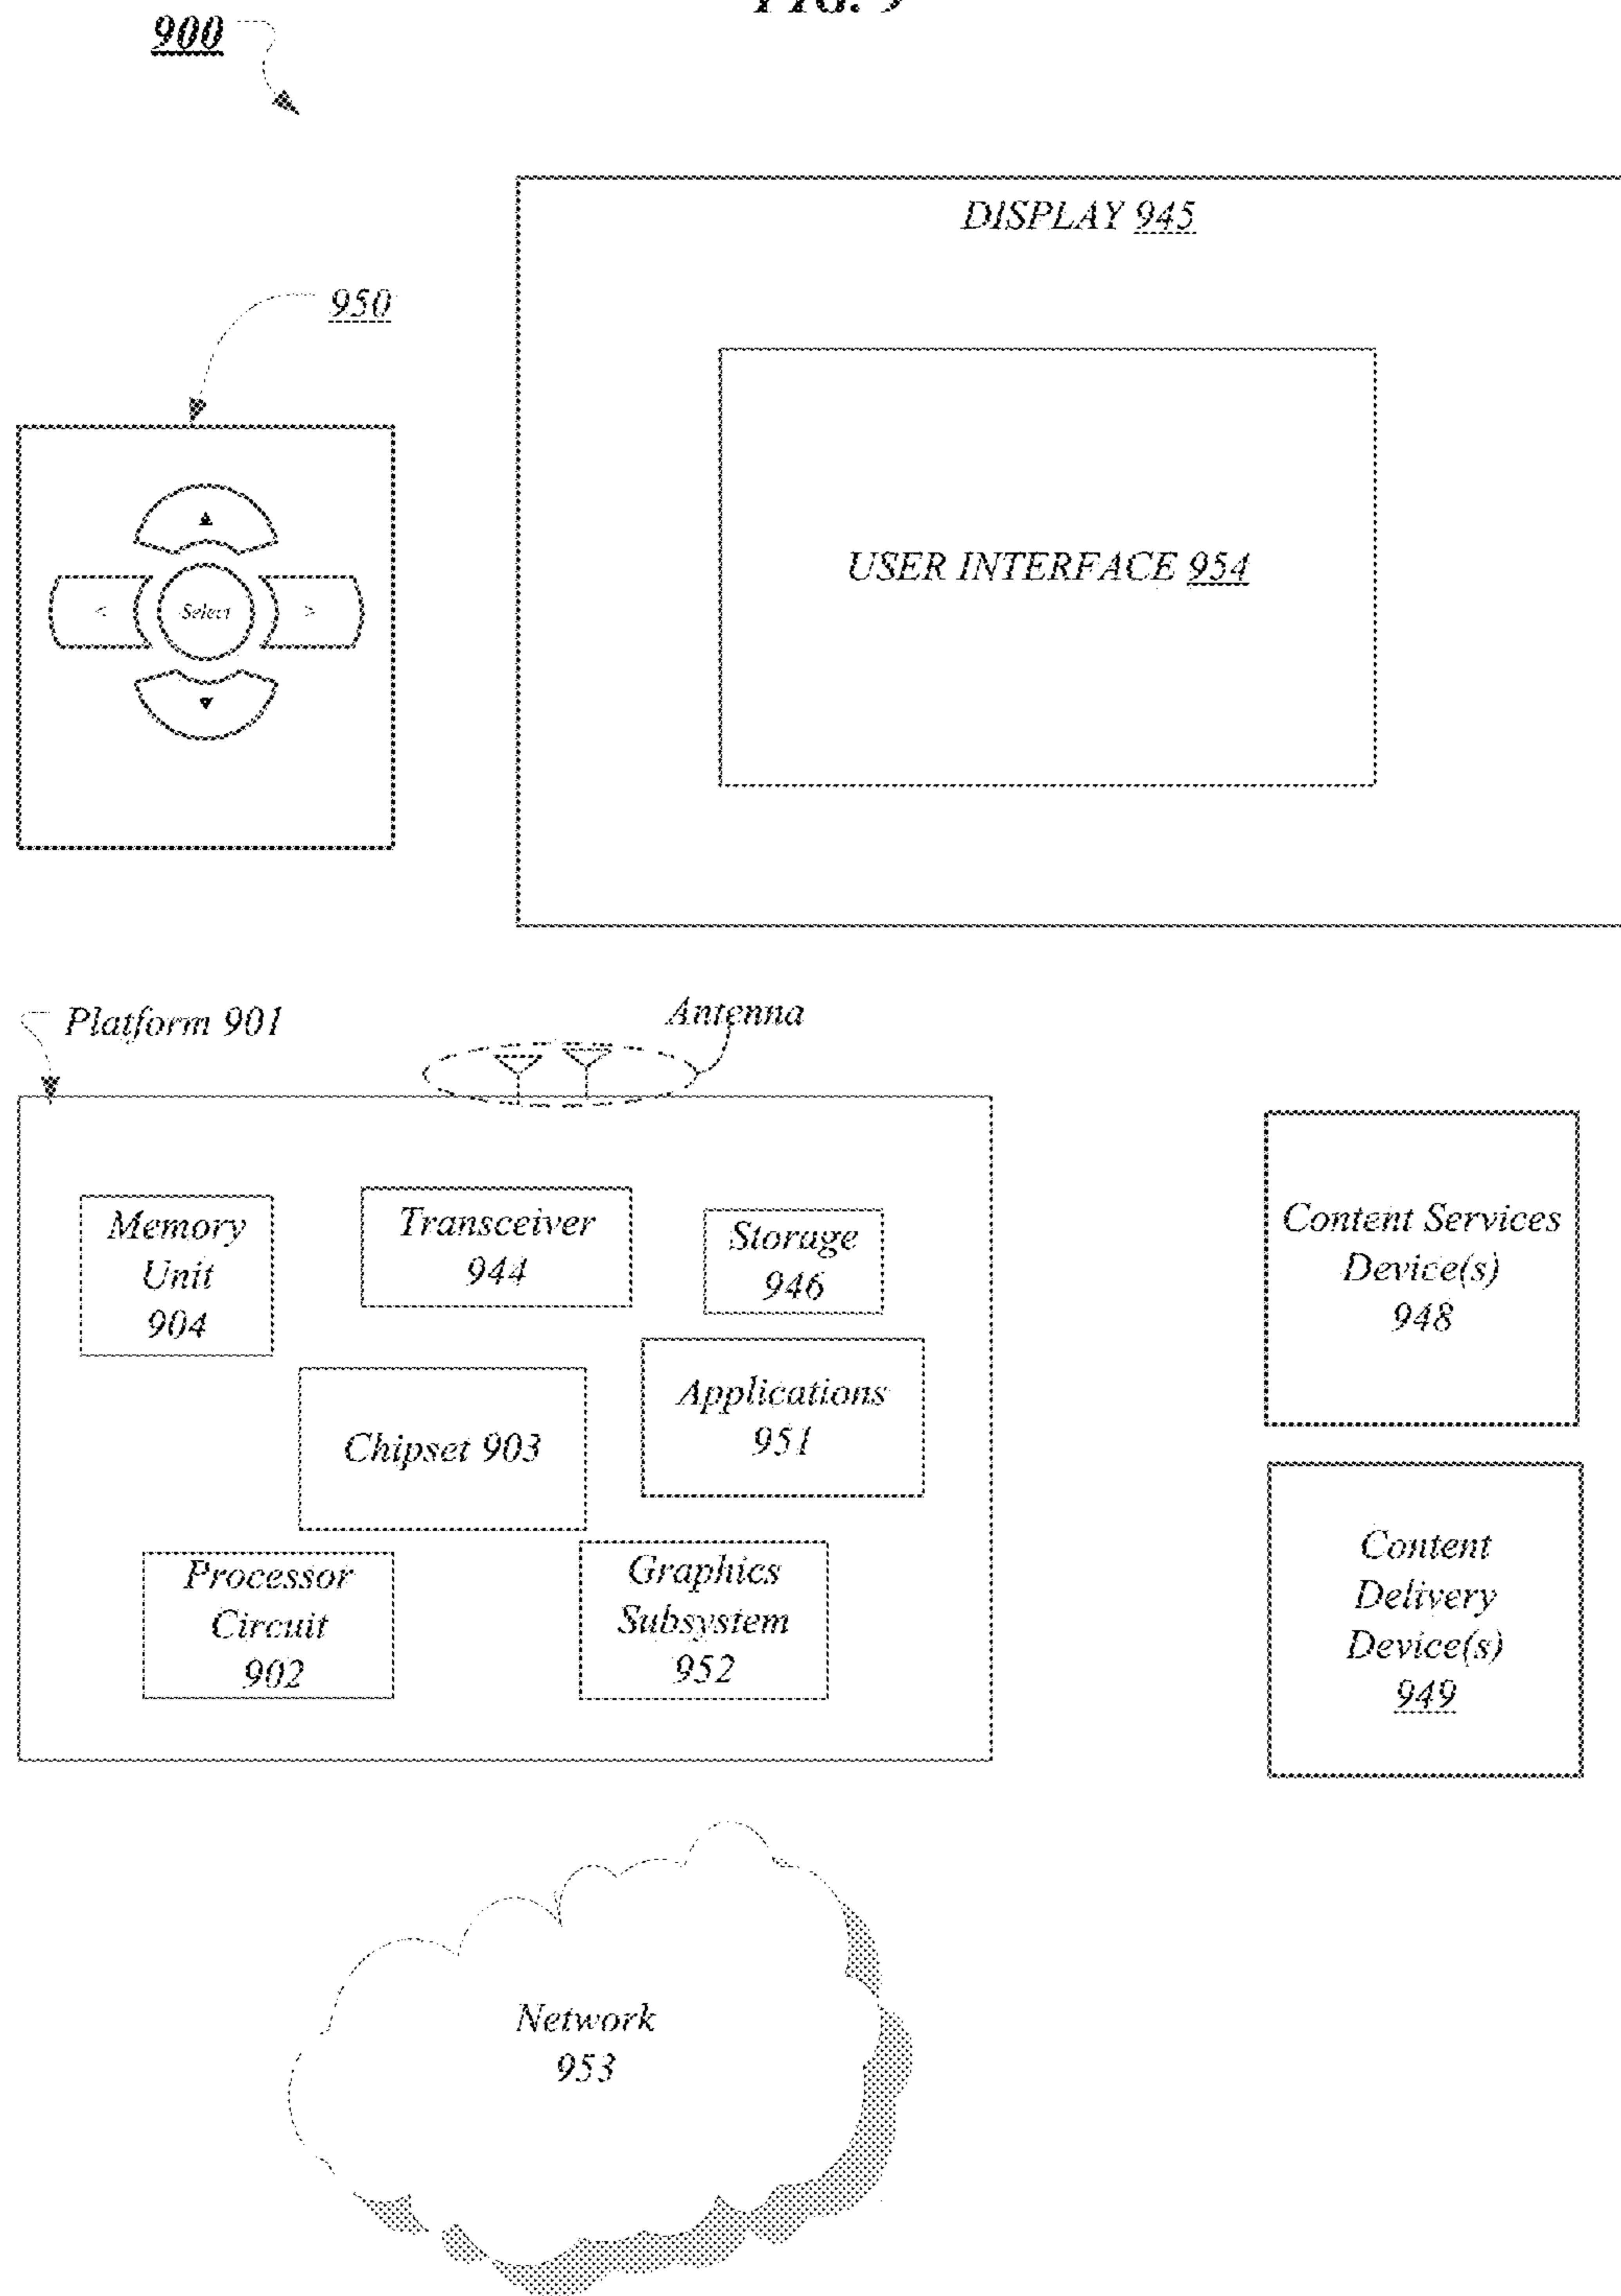 FIG. 9
900
DISPLAY 945
950
USER INTERFACE 954
▲
<
Select
>
▼
Platform 901
Antenna
Memory
Unit
904
Transceiver
944
Storage
946
Content Services
Device(s)
948
Chipset 903
Applications
951
Processor
Circuit
902
Graphics
Subsystem
952
Content
Delivery
Device(s)
949
Network
953